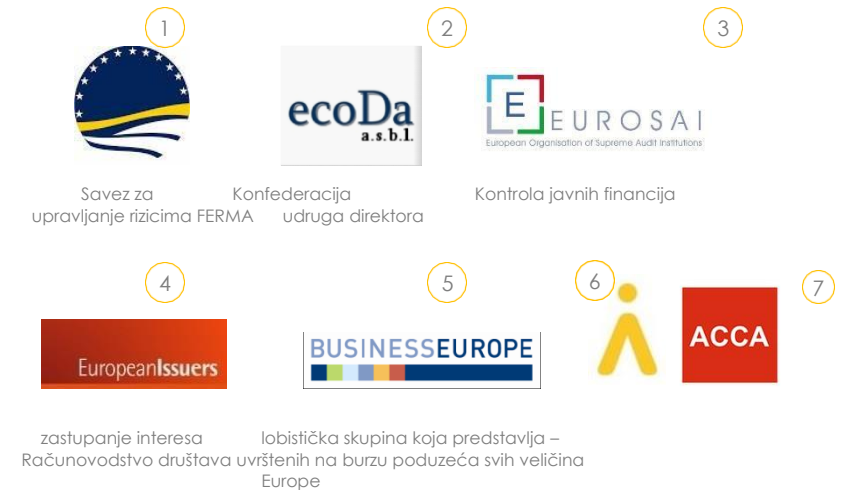 1
2
3
ecoDa
a.s.b.l.
E EUROSAI
European Organisation of Supreme Audit Institutions
Savez za
upravljanje rizicima FERMA
Konfederacija
udruga direktora
Kontrola javnih financija
4
5
6
7
EuropeanIssuers
BUSINESSEUROPE
ACCA
zastupanje interesa
lobistička skupina koja predstavlja –
Računovodstvo društava uvrštenih na burzu poduzeća svih veličina
Europe